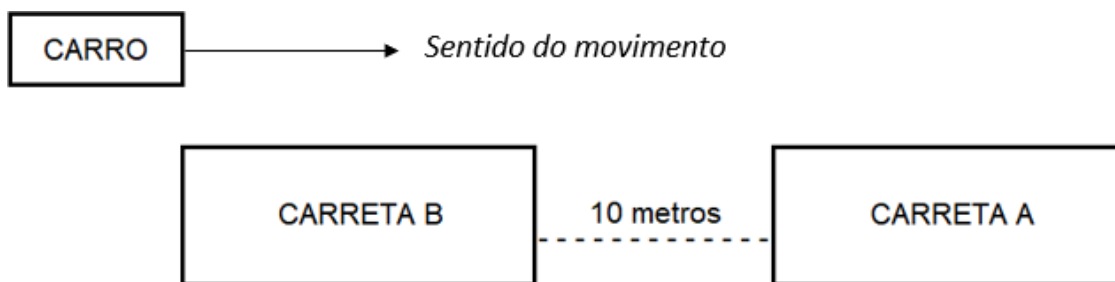 CARRO
Sentido do movimento
CARRETA B
10 metros
CARRETA A